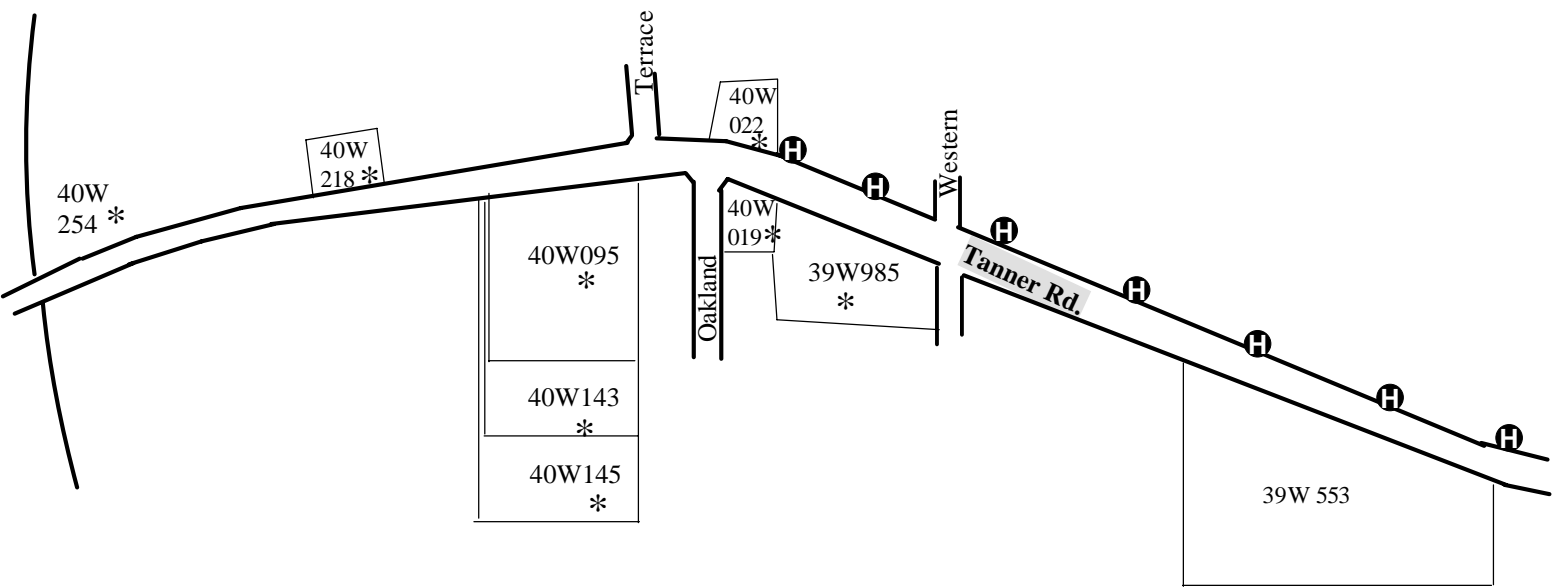 Terrace
40W
022
*
H
40W
218 *
Western
H
40W
254 *
40W
019 *
H
40W095
*
Oakland
39W985
*
Tanner Rd.
H
H
40W143
*
H
H
40W145
*
39W 553